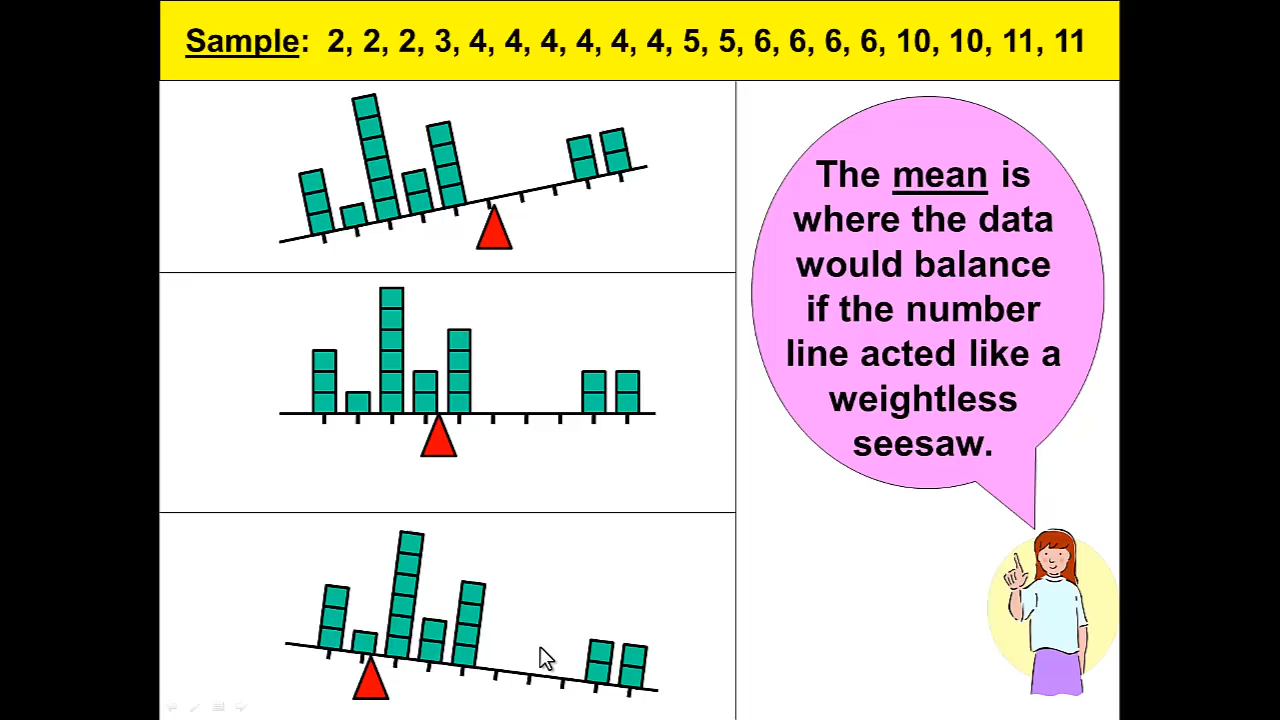 Sample: 2, 2, 2, 3, 4, 4, 4, 4, 4, 4, 5, 5, 6, 6, 6, 6, 10, 10, 11, 11
The mean is
where the data
would balance
if the number
line acted like a
weightless
seesaw.